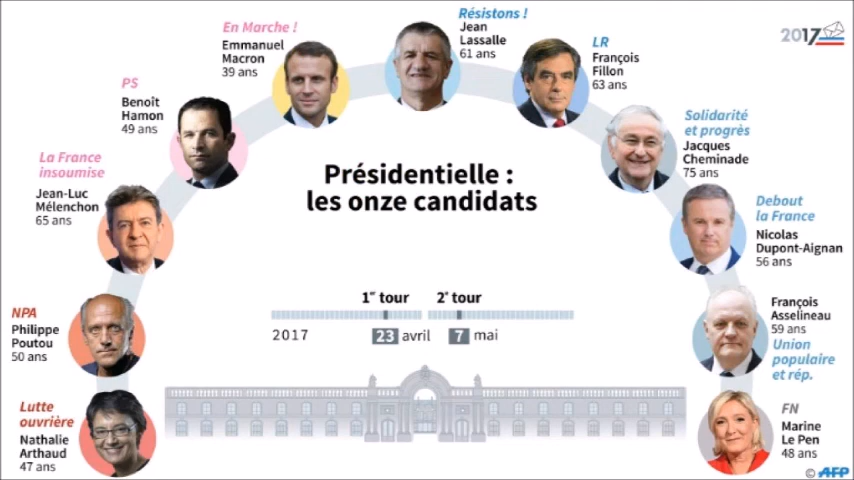 2017
Résistons !
Jean
Lassalle
61 ans
En Marche !
Emmanuel
Macron
39 ans
LR
François
Fillon
63 ans
PS
Benoît
Hamon
49 ans
Solidarité
et progrès
Jacques
Cheminade
75 ans
La France
insoumise
Jean-Luc
Mélenchon
65 ans
Présidentielle :
les onze candidats
Debout
la France
Nicolas
Dupont-Aignan
56 ans
1er tour
2e tour
2017
23 avril
7 mai
NPA
Philippe
Poutou
50 ans
François
Asselineau
59 ans
Union
populaire
et rép.
Lutte
ouvrière
Nathalie
Arthaud
47 ans
FN
Marine
Le Pen
48 ans
© AFP